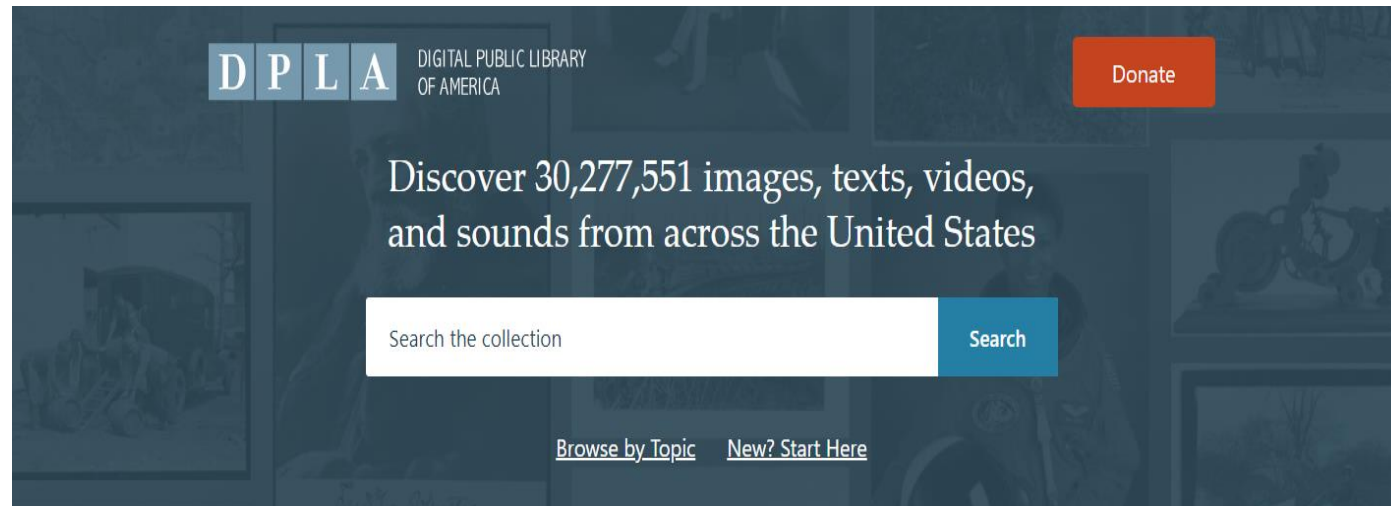 D P L A
DIGITAL PUBLIC LIBRARY
OF AMERICA
Donate
Discover 30,277,551 images, texts, videos,
and sounds from across the United States
Search the collection
Search
Browse by Topic
New? Start Here